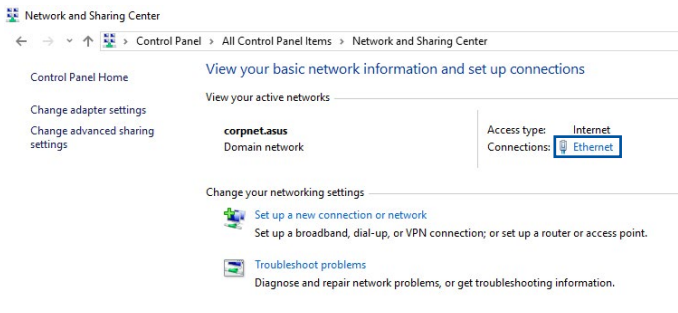 Network and Sharing Center
Control Panel > All Control Panel Items > Network and Sharing Center
Control Panel Home
Change adapter settings
Change advanced sharing
settings
View your basic network information and set up connections
View your active networks
corpnet.asus
Domain network
Access type: Internet
Connections: Ethernet
Change your networking settings
Set up a new connection or network
Set up a broadband, dial-up, or VPN connection; or set up a router or access point.
Troubleshoot problems
Diagnose and repair network problems, or get troubleshooting information.